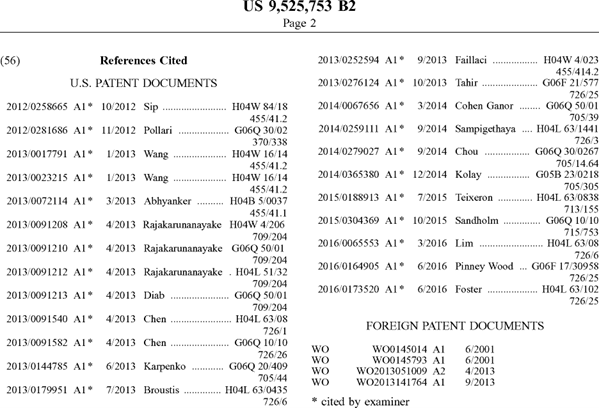 US 9,525,753 B2
Page 2
(56) References Cited
U.S. PATENT DOCUMENTS
2012/0258665 A1* 10/2012 Sip ....................... H04W 84/18
455/41.2
2012/0281686 A1* 11/2012 Pollari ................. G06Q 30/02
370/338
2013/0017791 A1* 1/2013 Wang ................... H04W 16/14
455/41.2
2013/0023215 A1* 1/2013 Wang ................... H04W 16/14
455/41.2
2013/0072114 A1* 3/2013 Abhyanker .......... H04B 5/0037
455/41.1
2013/0091208 A1* 4/2013 Rajakarunanayake H04W 4/206
709/204
2013/0091210 A1* 4/2013 Rajakarunanayake G06Q 50/01
709/204
2013/0091212 A1* 4/2013 Rajakarunanayake . H04L 51/32
709/204
2013/0091213 A1* 4/2013 Diab .................... G06Q 50/01
709/204
2013/0091540 A1* 4/2013 Chen ..................... H04L 63/08
726/1
2013/0091582 A1* 4/2013 Chen .................... G06Q 10/10
726/26
2013/0144785 A1* 6/2013 Karpenko ........... G06Q 20/409
705/44
2013/0179951 A1* 7/2013 Broustis .............. H04L 63/0435
726/6
2013/0252594 A1* 9/2013 Faillaci ................. H04W 4/023
455/414.2
2013/0276124 A1* 10/2013 Tahir .................... G06F 21/577
726/25
2014/0067656 A1* 3/2014 Cohen Ganor ....... G06Q 50/01
705/39
2014/0259111 A1* 9/2014 Sampigethaya .... H04L 63/1441
726/3
2014/0279027 A1* 9/2014 Chou ................. G06Q 30/0267
705/14.64
2014/0365380 A1* 12/2014 Kolay ................. G05B 23/0218
705/305
2015/0188913 A1* 7/2015 Teixeron ............ H04L 63/0838
713/155
2015/0304369 A1* 10/2015 Sandholm ............. G06Q 10/10
715/753
2016/0065553 A1* 3/2016 Lim ....................... H04L 63/08
726/6
2016/0164905 A1* 6/2016 Pinney Wood ... G06F 17/30958
726/25
2016/0173520 A1* 6/2016 Foster .................. H04L 63/102
726/25
FOREIGN PATENT DOCUMENTS
WO WO0145014 A1 6/2001
WO WO0145793 A1 6/2001
WO WO2013051009 A2 4/2013
WO WO2013141764 A1 9/2013
* cited by examiner